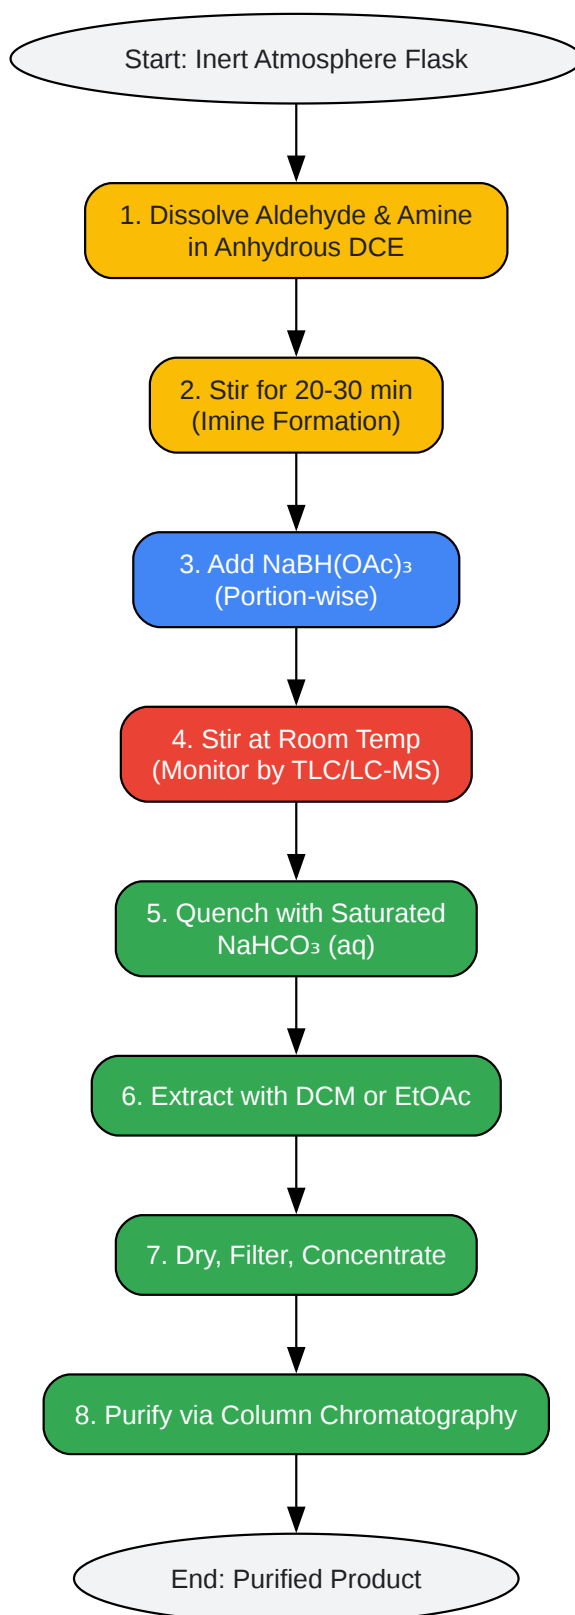 Start: Inert Atmosphere Flask
1. Dissolve Aldehyde & Amine
in Anhydrous DCE
2. Stir for 20-30 min
(Imine Formation)
3. Add NaBH(OAc)₃
(Portion-wise)
4. Stir at Room Temp
(Monitor by TLC/LC-MS)
5. Quench with Saturated
NaHCO₃ (aq)
6. Extract with DCM or EtOAc
7. Dry, Filter, Concentrate
8. Purify via Column Chromatography
End: Purified Product